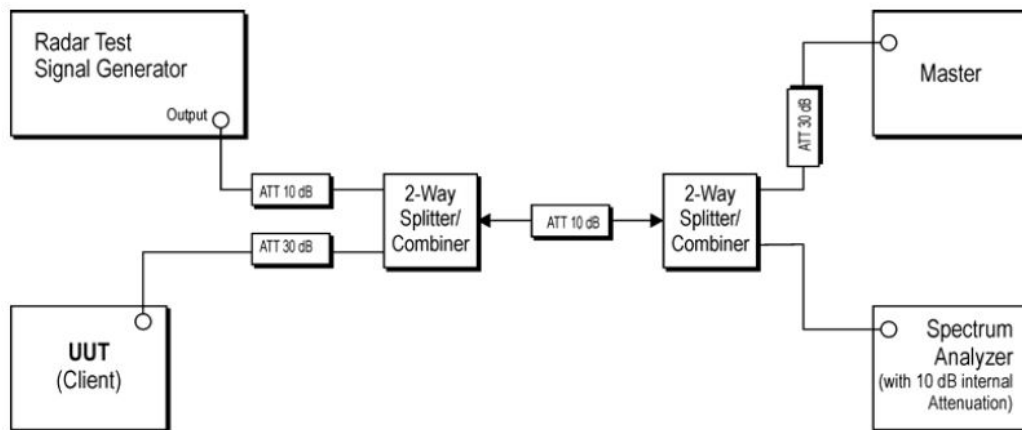 Radar Test
Signal Generator
Output
ATT 10 dB
ATT 30 dB
UUT
(Client)
2-Way
Splitter/
Combiner
ATT 10 dB
2-Way
Splitter/
Combiner
ATT 30 dB
Master
Spectrum
Analyzer
(with 10 dB internal
Attenuation)